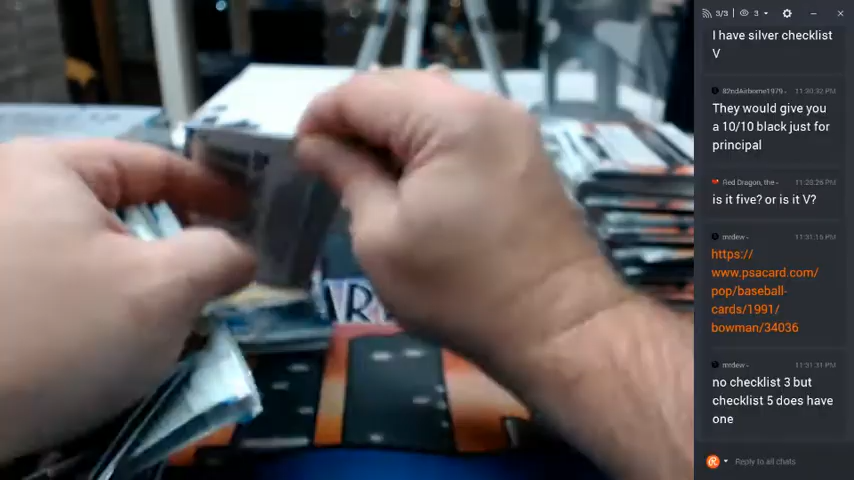 3/3
3
I have silver checklist
V
82ndAirborne1979 -
11:30:32 PM
They would give you
a 10/10 black just for
principal
Red Dragon, the -
11:28:26 PM
is it five? or is it V?
mrdew -
11:31:16 PM
https://
www.psacard.com/
pop/baseball-
cards/1991/
bowman/34036
mrdew -
11:31:31 PM
no checklist 3 but
checklist 5 does have
one
Reply to all chats